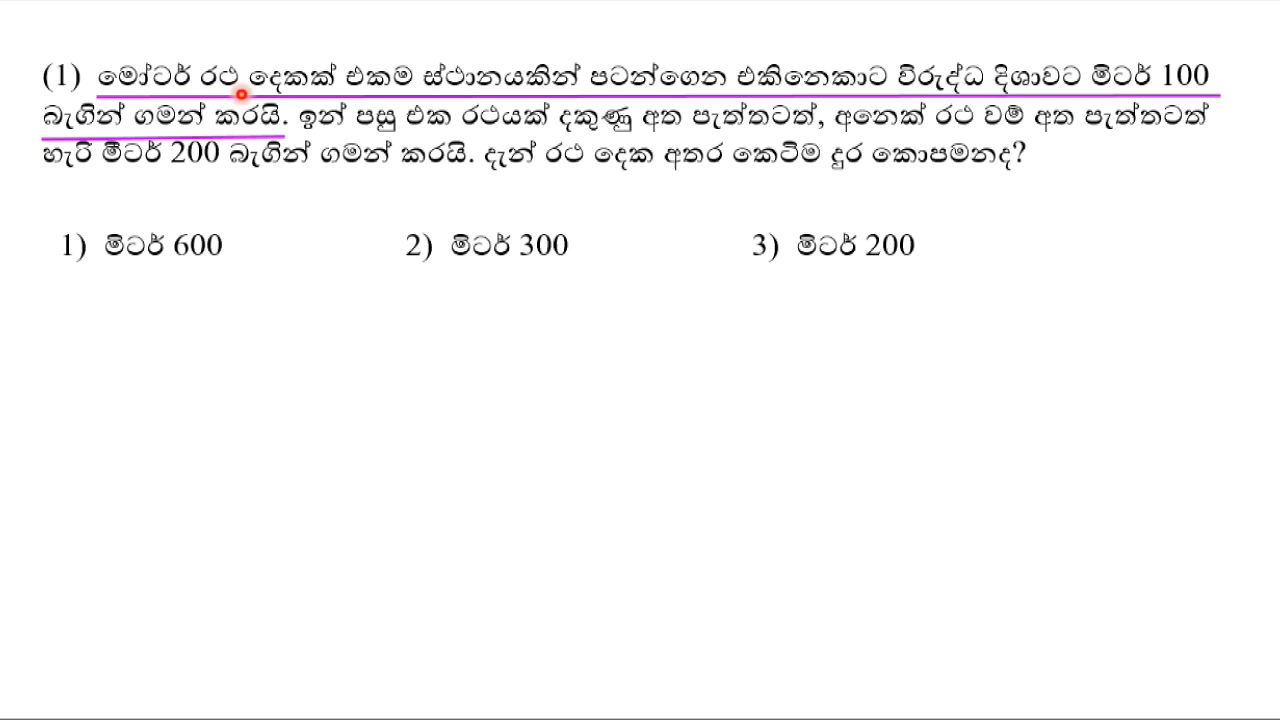 (1) මෝටර් රථ දෙකක් එකම ස්ථානයකින් පටන්ගෙන එකිනෙකාට විරුද්ධ දිශාවට මිටර් 100
බැගින් ගමන් කරයි. ඉන් පසු එක රථයක් දකුණු අත පැත්තටත්, අනෙක් රථ වම් අත පැත්තටත්
හැරී මීටර් 200 බැගින් ගමන් කරයි. දැන් රථ දෙක අතර කෙටිම දුර කොපමනද?
1) මිටර් 600 2) මිටර් 300 3) මිටර් 200